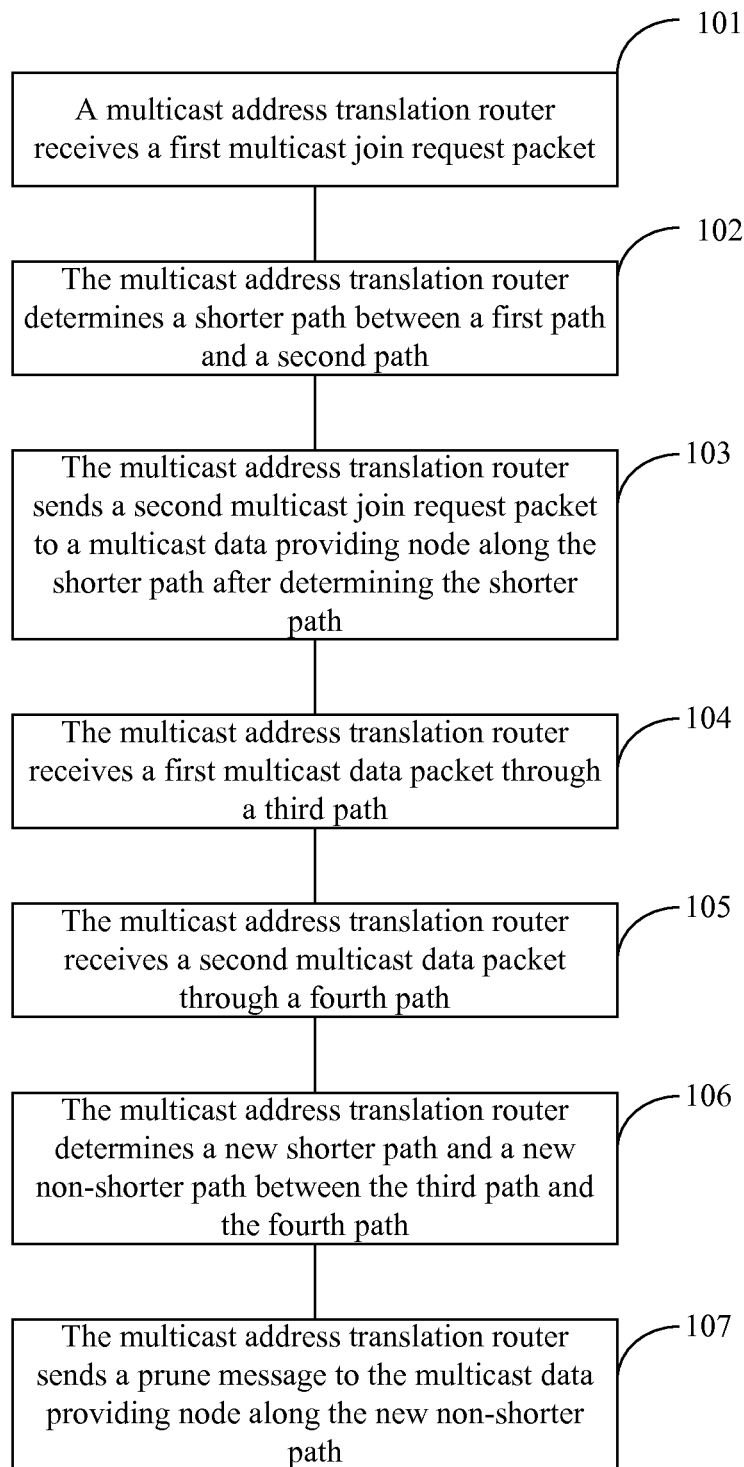 101
A multicast address translation router
receives a first multicast join request packet
102
The multicast address translation router
determines a shorter path between a first path
and a second path
103
The multicast address translation router
sends a second multicast join request packet
to a multicast data providing node along the
shorter path after determining the shorter
path
104
The multicast address translation router
receives a first multicast data packet through
a third path
105
The multicast address translation router
receives a second multicast data packet
through a fourth path
106
The multicast address translation router
determines a new shorter path and a new
non-shorter path between the third path and
the fourth path
107
The multicast address translation router
sends a prune message to the multicast data
providing node along the new non-shorter
path